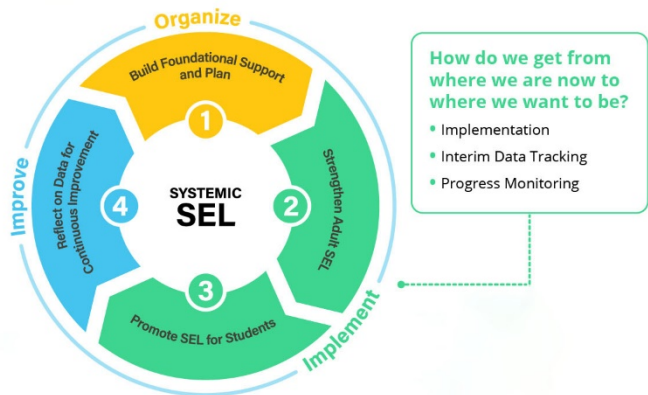 Organize
Build Foundational Support
and Plan
1
Strengthen Adult SEL
2
Implement
Promote SEL for Students
3
Improve
Reflect on Data for
Continuous Improvement
4
SYSTEMIC
SEL
How do we get from
where we are now to
where we want to be?
• Implementation
• Interim Data Tracking
• Progress Monitoring